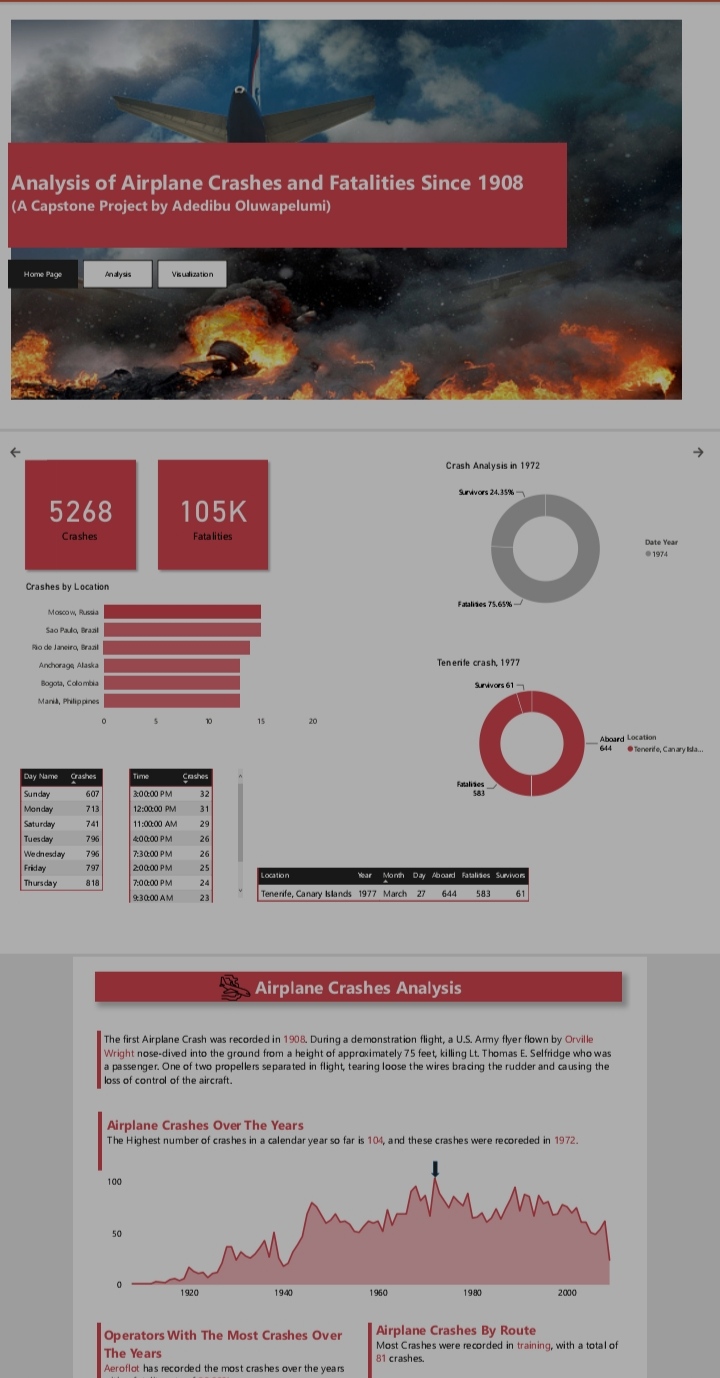 Analysis of Airplane Crashes and Fatalities Since 1908
(A Capstone Project by Adedibu Oluwapelumi)
Home Page
Analysis
Visualization
5268
Crashes
105K
Fatalities
Crash Analysis in 1972
Survivors 24.35%
Fatalities 75.65%
Date Year
1974
Crashes by Location
Moscow, Russia
Sao Paulo, Brazil
Rio de Janeiro, Brazil
Anchorage, Alaska
Bogota, Colombia
Manila, Philippines
0 5 10 15 20
Tenerife crash, 1977
Survivors 61
Aboard
644
Fatalities
583
Location
Tenerife, Canary Isla...
Day Name Crashes
Sunday 607
Monday 713
Saturday 741
Tuesday 796
Wednesday 796
Friday 797
Thursday 818
Time Crashes
3:00:00 PM 32
12:00:00 PM 31
11:00:00 AM 29
4:00:00 PM 26
7:30:00 PM 26
2:00:00 PM 25
7:00:00 PM 24
9:30:00 AM 23
Location Year Month Day Aboard Fatalities Survivors
Tenerife, Canary Islands 1977 March 27 644 583 61
Airplane Crashes Analysis
The first Airplane Crash was recorded in 1908. During a demonstration flight, a U.S. Army flyer flown by Orville
Wright nose-dived into the ground from a height of approximately 75 feet, killing Lt. Thomas E. Selfridge who was
a passenger. One of two propellers separated in flight, tearing loose the wires bracing the rudder and causing the
loss of control of the aircraft.
Airplane Crashes Over The Years
The Highest number of crashes in a calendar year so far is 104, and these crashes were recoreded in 1972.
100
50
0
1920 1940 1960 1980 2000
Operators With The Most Crashes Over
The Years
Aeroflot has recorded the most crashes over the years
Airplane Crashes By Route
Most Crashes were recorded in training, with a total of
81 crashes.